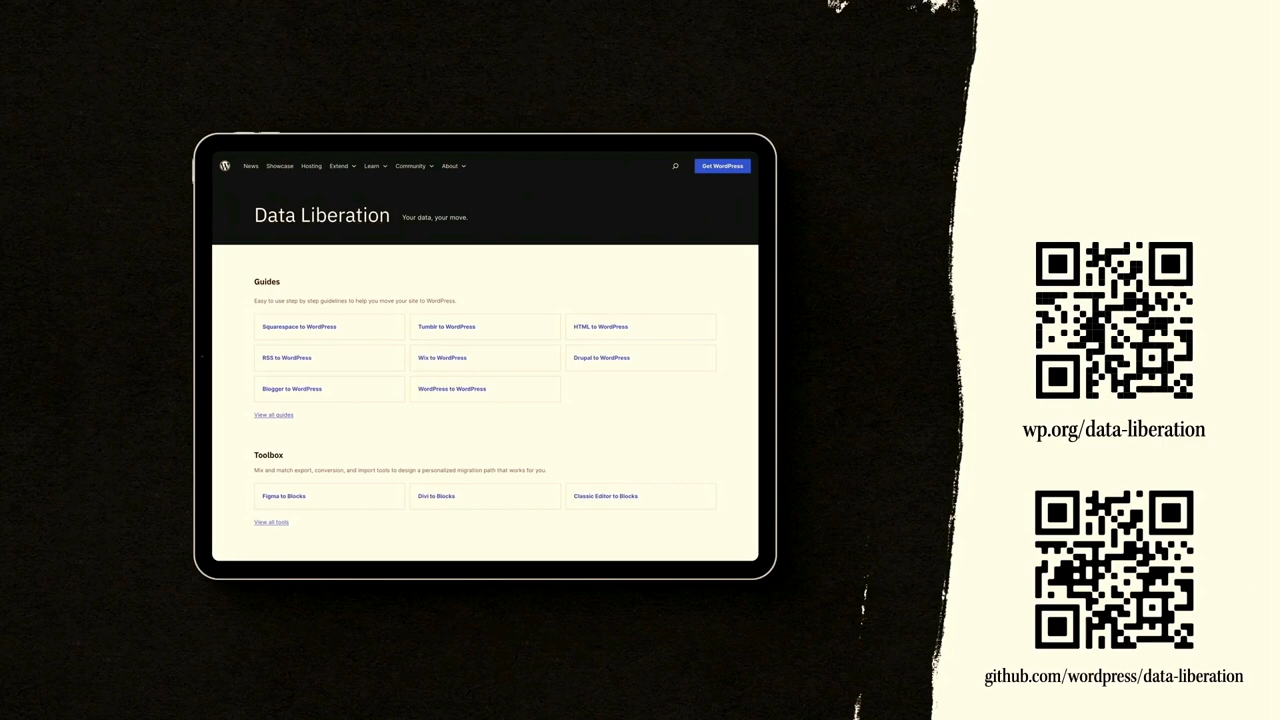 News Showcase Hosting Extend Learn Community About Get WordPress
Data Liberation Your data, your move.
Guides
Easy to use step by step guidelines to help you move your site to WordPress.
Squarespace to WordPress Tumblr to WordPress HTML to WordPress
RSS to WordPress Wix to WordPress Drupal to WordPress
Blogger to WordPress WordPress to WordPress
View all guides
Toolbox
Mix and match export, conversion, and import tools to design a personalized migration path that works for you.
Figma to Blocks Divi to Blocks Classic Editor to Blocks
View all tools
wp.org/data-liberation
github.com/wordpress/data-liberation